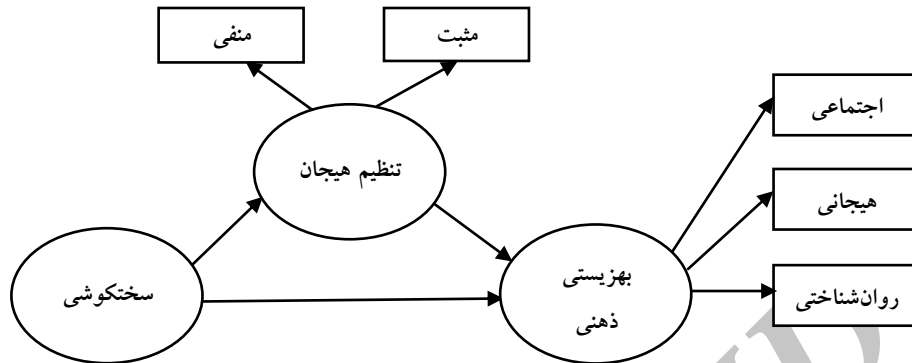 مثبت
منفی
اجتماعی
تنظیم هیجان
هیجانی
بهزیستی
ذهنی
سختکوشی
روان‌شناختی